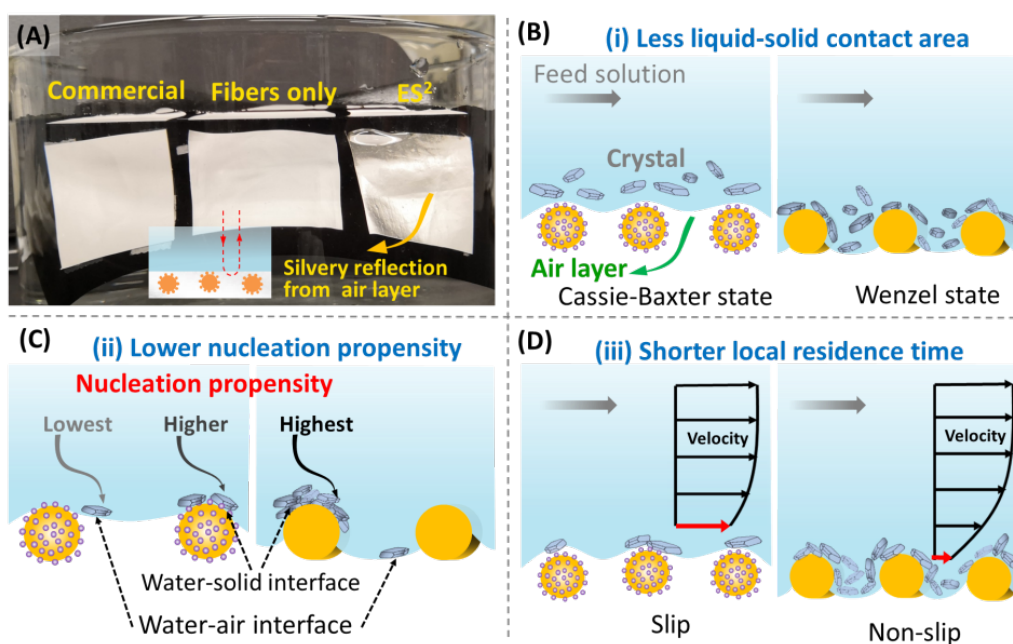 (A)
Commercial
Fibers only
ES²
Silvery reflection
from air layer
(B)
(i) Less liquid-solid contact area
Feed solution
Crystal
Air layer
Cassie-Baxter state
Wenzel state
(C)
(ii) Lower nucleation propensity
Nucleation propensity
Lowest
Higher
Highest
Water-solid interface
Water-air interface
(D)
(iii) Shorter local residence time
Velocity
Velocity
Slip
Non-slip